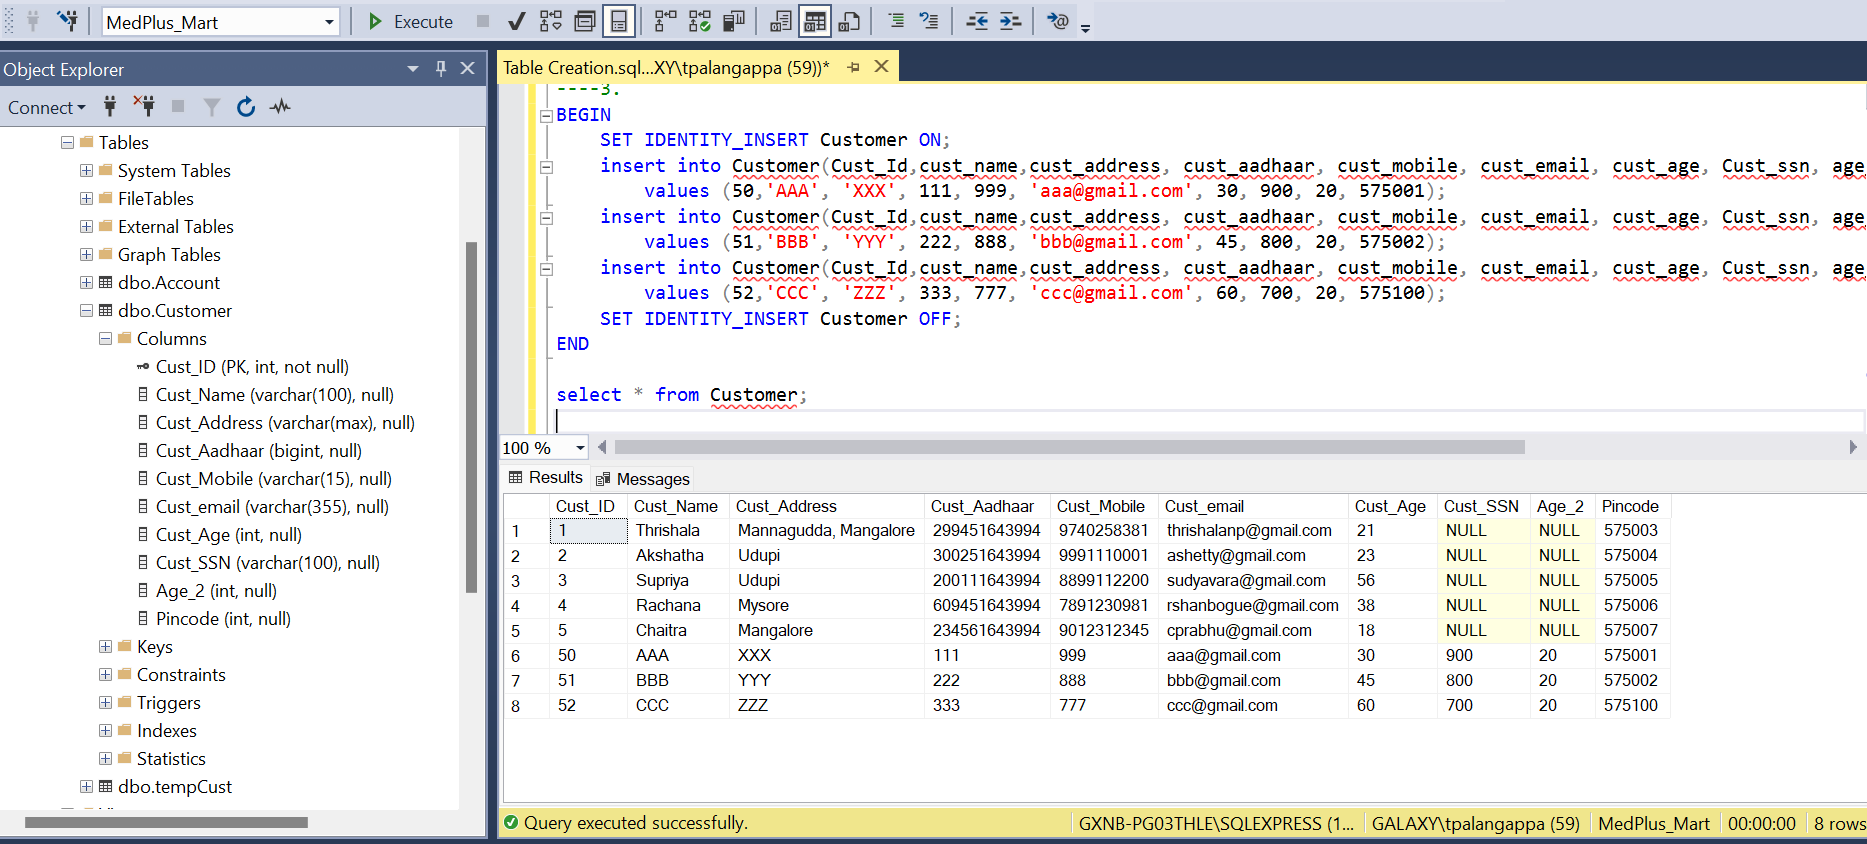 MedPlus_Mart
Execute
Object Explorer
Connect
Tables
System Tables
FileTables
External Tables
Graph Tables
dbo.Account
dbo.Customer
Columns
Cust_ID (PK, int, not null)
Cust_Name (varchar(100), null)
Cust_Address (varchar(max), null)
Cust_Aadhaar (bigint, null)
Cust_Mobile (varchar(15), null)
Cust_email (varchar(355), null)
Cust_Age (int, null)
Cust_SSN (varchar(100), null)
Age_2 (int, null)
Pincode (int, null)
Keys
Constraints
Triggers
Indexes
Statistics
dbo.tempCust
Table Creation.sql...XY\tpalangappa (59))*
----3.
BEGIN
SET IDENTITY_INSERT Customer ON;
insert into Customer(Cust_Id,cust_name,cust_address, cust_aadhaar, cust_mobile, cust_email, cust_age, Cust_ssn, age
values (50,'AAA', 'XXX', 111, 999, 'aaa@gmail.com', 30, 900, 20, 575001);
insert into Customer(Cust_Id,cust_name,cust_address, cust_aadhaar, cust_mobile, cust_email, cust_age, Cust_ssn, age
values (51,'BBB', 'YYY', 222, 888, 'bbb@gmail.com', 45, 800, 20, 575002);
insert into Customer(Cust_Id,cust_name,cust_address, cust_aadhaar, cust_mobile, cust_email, cust_age, Cust_ssn, age
values (52,'CCC', 'ZZZ', 333, 777, 'ccc@gmail.com', 60, 700, 20, 575100);
SET IDENTITY_INSERT Customer OFF;
END
select * from Customer;
100 %
Results Messages
Cust_ID Cust_Name Cust_Address Cust_Aadhaar Cust_Mobile Cust_email Cust_Age Cust_SSN Age_2 Pincode
1 1 Thrishala Mannagudda, Mangalore 299451643994 9740258381 thrishalanp@gmail.com 21 NULL NULL 575003
2 2 Akshatha Udupi 300251643994 9991110001 ashetty@gmail.com 23 NULL NULL 575004
3 3 Supriya Udupi 200111643994 8899112200 sudyavara@gmail.com 56 NULL NULL 575005
4 4 Rachana Mysore 609451643994 7891230981 rshanbogue@gmail.com 38 NULL NULL 575006
5 5 Chaitra Mangalore 234561643994 9012312345 cprabhu@gmail.com 18 NULL NULL 575007
6 50 AAA XXX 111 999 aaa@gmail.com 30 900 20 575001
7 51 BBB YYY 222 888 bbb@gmail.com 45 800 20 575002
8 52 CCC ZZZ 333 777 ccc@gmail.com 60 700 20 575100
Query executed successfully. GXNB-PG03THLE\SQLEXPRESS (1... GALAXY\tpalangappa (59) MedPlus_Mart 00:00:00 8 rows